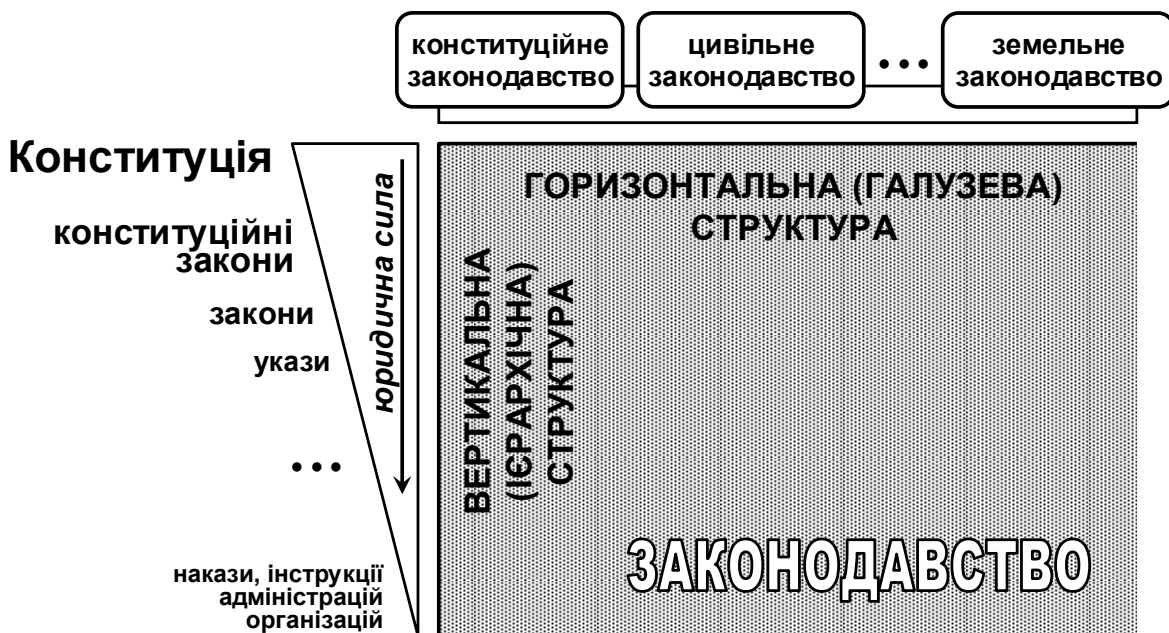 конституційне
законодавство
цивільне
законодавство
...
земельне
законодавство
Конституція
конституційні
закони
закони
укази
...
накази, інструкції
адміністрацій
організацій
юридична сила
ГОРИЗОНТАЛЬНА (ГАЛУЗЕВА)
СТРУКТУРА
ВЕРТИКАЛЬНА
(ІЄРАРХІЧНА)
СТРУКТУРА
ЗАКОНОДАВСТВО